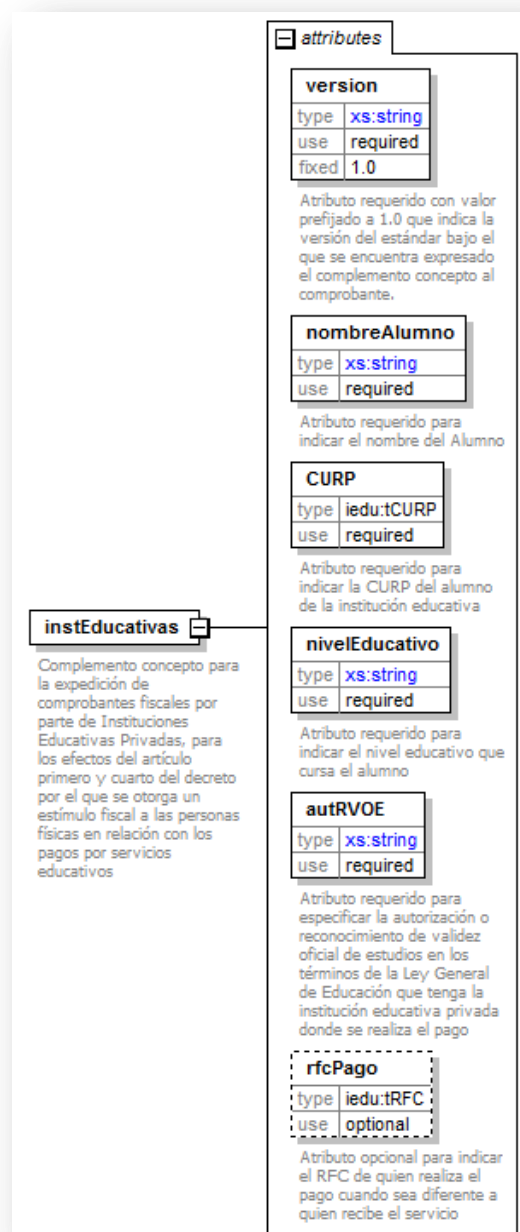 attributes
version
type xs:string
use required
fixed 1.0
Atributo requerido con valor
prefijado a 1.0 que indica la
versión del estándar bajo el
que se encuentra expresado
el complemento concepto al
comprobante.
nombreAlumno
type xs:string
use required
Atributo requerido para
indicar el nombre del Alumno
CURP
type iedu:tCURP
use required
Atributo requerido para
indicar la CURP del alumno
de la institución educativa
instEducativas
Complemento concepto para
la expedición de
comprobantes fiscales por
parte de Instituciones
Educativas Privadas, para
los efectos del artículo
primero y cuarto del decreto
por el que se otorga un
estímulo fiscal a las personas
físicas en relación con los
pagos por servicios
educativos
nivelEducativo
type xs:string
use required
Atributo requerido para
indicar el nivel educativo que
cursa el alumno
autRVOE
type xs:string
use required
Atributo requerido para
especificar la autorización o
reconocimiento de validez
oficial de estudios en los
términos de la Ley General
de Educación que tenga la
institución educativa privada
donde se realiza el pago
rfcPago
type iedu:tRFC
use optional
Atributo opcional para indicar
el RFC de quien realiza el
pago cuando sea diferente a
quien recibe el servicio